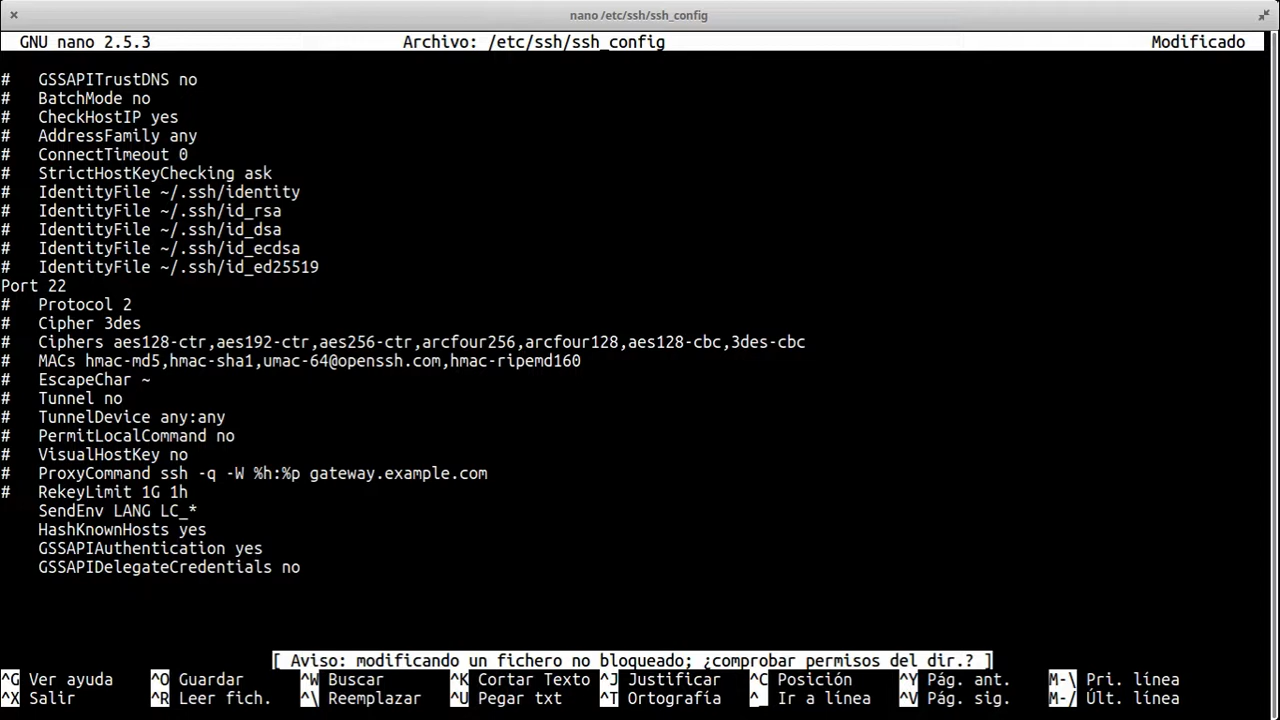 nano /etc/ssh/ssh_config
GNU nano 2.5.3 Archivo: /etc/ssh/ssh_config Modificado
# GSSAPITrustDNS no
# BatchMode no
# CheckHostIP yes
# AddressFamily any
# ConnectTimeout 0
# StrictHostKeyChecking ask
# IdentityFile ~/.ssh/identity
# IdentityFile ~/.ssh/id_rsa
# IdentityFile ~/.ssh/id_dsa
# IdentityFile ~/.ssh/id_ecdsa
# IdentityFile ~/.ssh/id_ed25519
Port 22
# Protocol 2
# Cipher 3des
# Ciphers aes128-ctr,aes192-ctr,aes256-ctr,arcfour256,arcfour128,aes128-cbc,3des-cbc
# MACs hmac-md5,hmac-sha1,umac-64@openssh.com,hmac-ripemd160
# EscapeChar ~
# Tunnel no
# TunnelDevice any:any
# PermitLocalCommand no
# VisualHostKey no
# ProxyCommand ssh -q -W %h:%p gateway.example.com
# RekeyLimit 1G 1h
SendEnv LANG LC_*
HashKnownHosts yes
GSSAPIAuthentication yes
GSSAPIDelegateCredentials no
[ Aviso: modificando un fichero no bloqueado; ¿comprobar permisos del dir.? ]
^G Ver ayuda ^O Guardar ^W Buscar ^K Cortar Texto ^J Justificar ^C Posición ^Y Pág. ant. M-\ Pri. línea
^X Salir ^R Leer fich. ^\ Reemplazar ^U Pegar txt ^T Ortografía ^_ Ir a línea ^V Pág. sig. M-/ Últ. línea